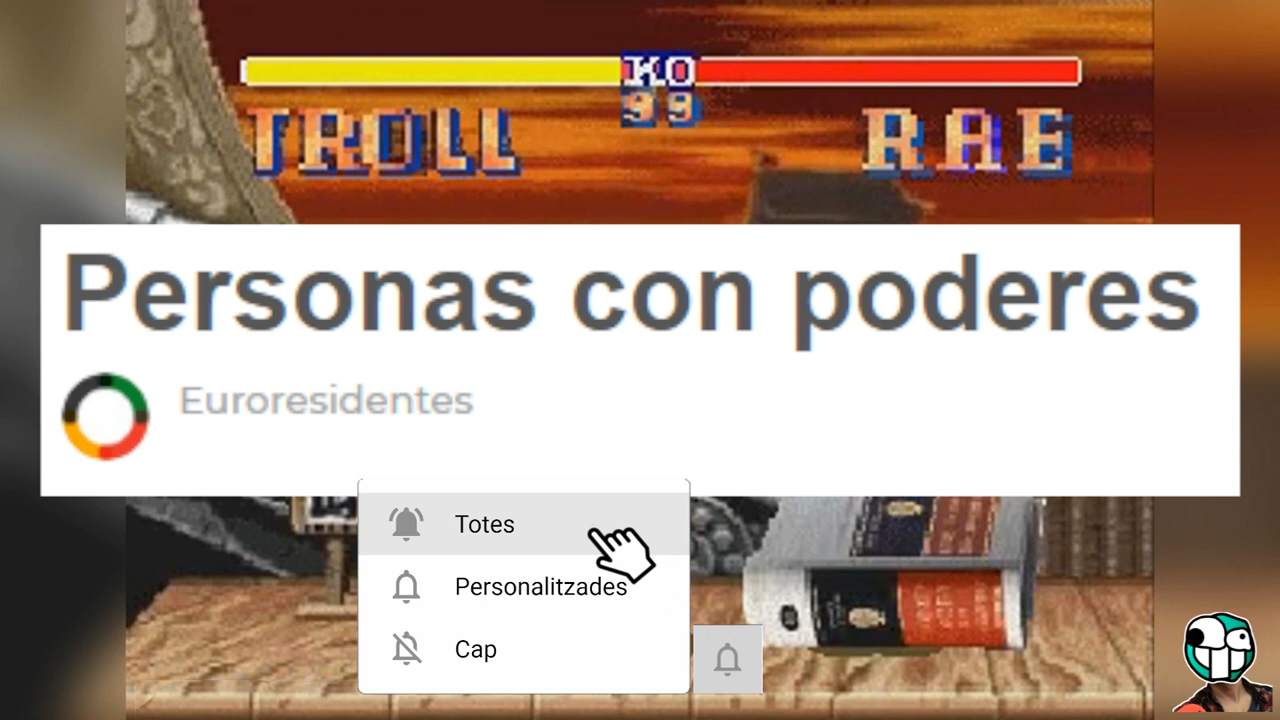 KO
99
TROLL
RAE
Personas con poderes
Euroresidentes
Totes
Personalitzades
Cap